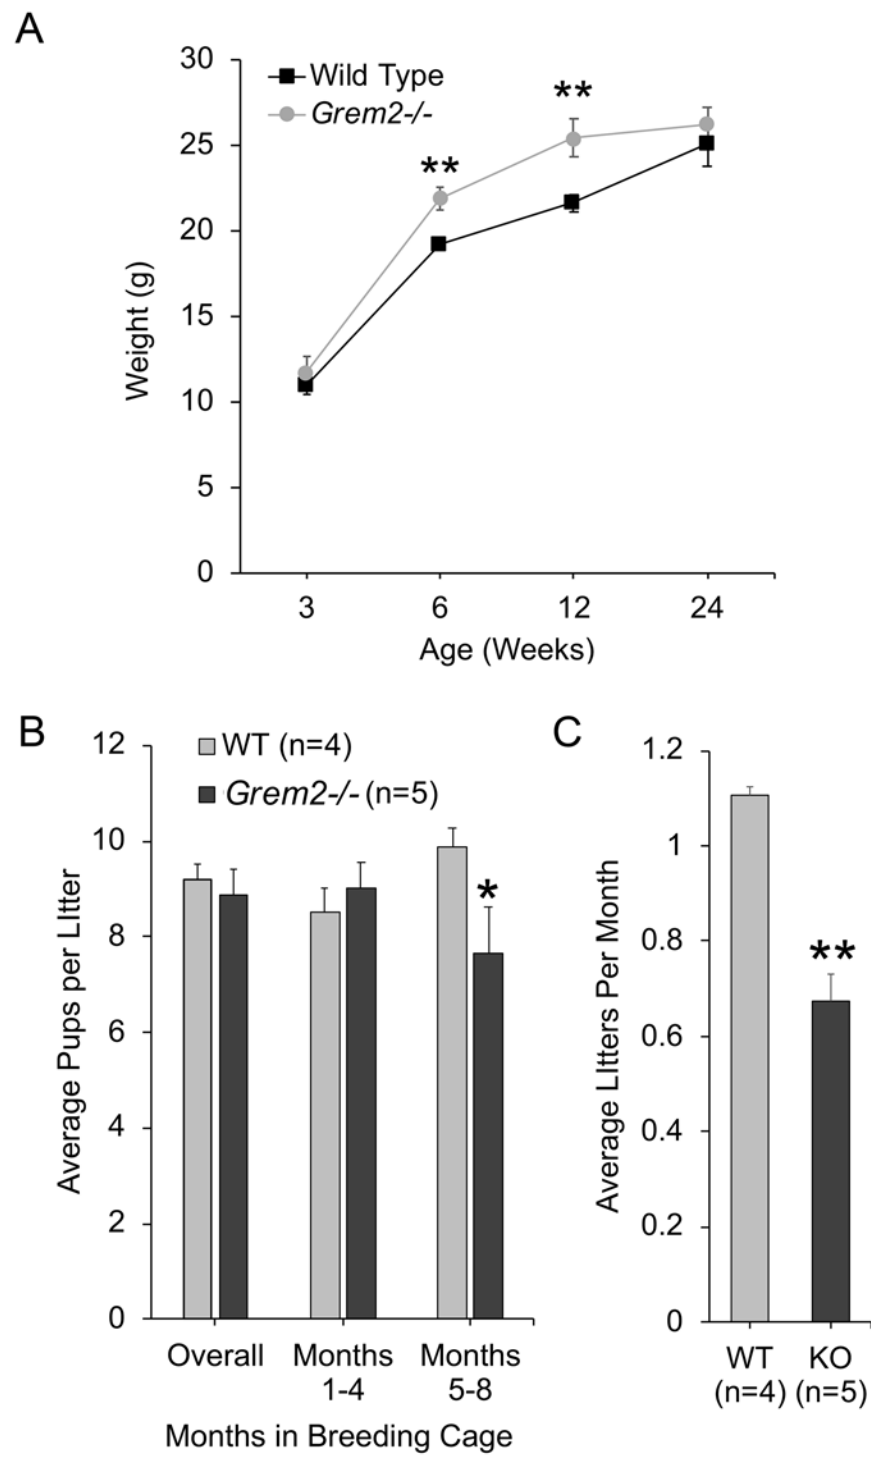 A
30
25
20
15
10
5
0
Weight (g)
Wild Type
Grem2-/-
**
**
3 6 12 24
Age (Weeks)
B
12
10
8
6
4
2
0
Average Pups per LItter
WT (n=4)
Grem2-/- (n=5)
*
Overall Months Months
1-4 5-8
Months in Breeding Cage
C
1.2
1
0.8
0.6
0.4
0.2
0
Average LItters Per Month
**
WT KO
(n=4) (n=5)